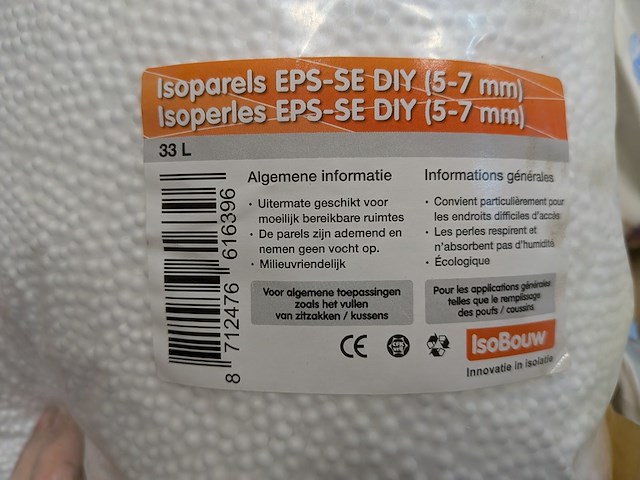 Isoparels EPS-SE DIY (5-7 mm)
Isoperles EPS-SE DIY (5-7 mm)
33 L
8 712476 616396
Algemene informatie
· Uitermate geschikt voor
moeilijk bereikbare ruimtes
· De parels zijn ademend en
nemen geen vocht op.
· Milieuvriendelijk
Voor algemene toepassingen
zoals het vullen
van zitzakken / kussens
Informations générales
· Convient particulièrement pour
les endroits difficiles d'accès
· Les perles respirent et
n'absorbent pas d'humidité
· Écologique
Pour les applications générales
telles que le remplissage
des poufs / coussins.
CE
IsoBouw
Innovatie in isolatie